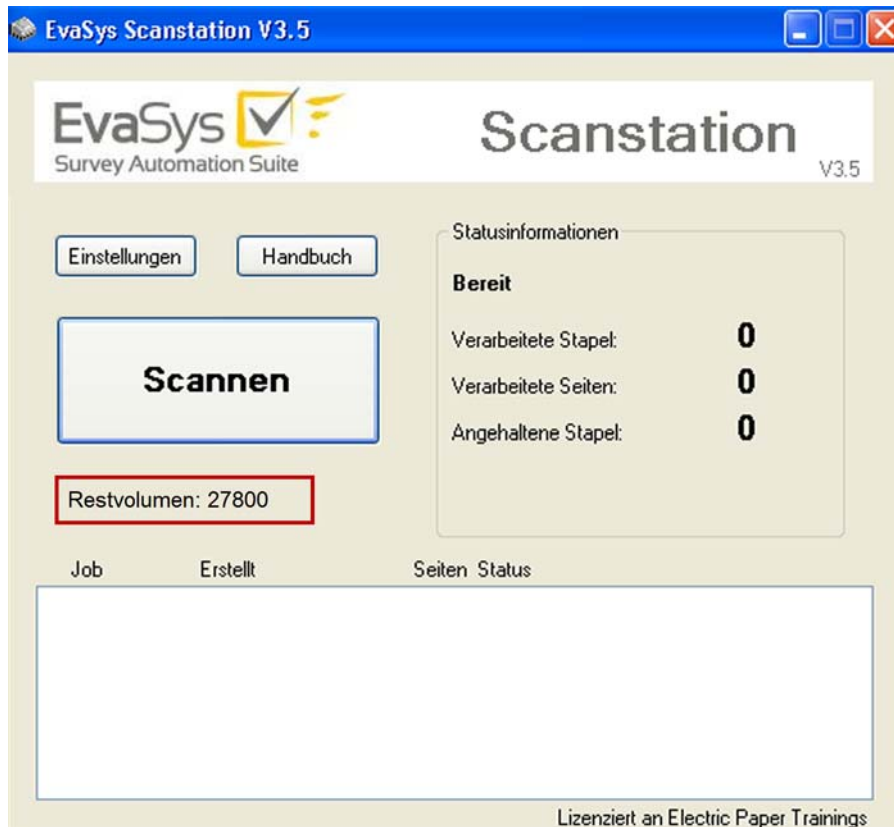 EvaSys Scanstation V3.5
EvaSys
Survey Automation Suite
Scanstation
V3.5
Einstellungen
Handbuch
Scannen
Restvolumen: 27800
Statusinformationen
Bereit
Verarbeitete Stapel: 0
Verarbeitete Seiten: 0
Angehaltene Stapel: 0
Job Erstellt Seiten Status
Lizenziert an Electric Paper Trainings